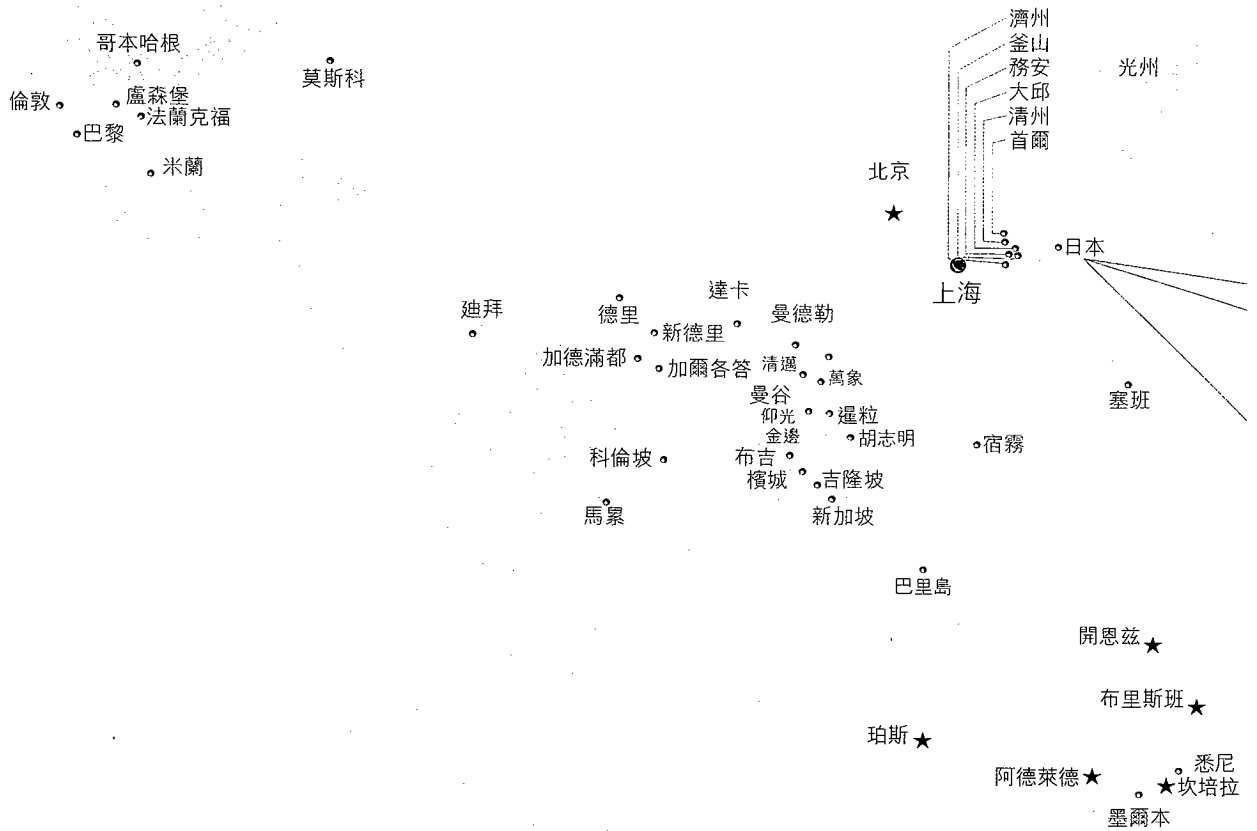 濟州
釜山
務安
光州
大邱
清州
首爾
哥本哈根
莫斯科
倫敦
盧森堡
法蘭克福
巴黎
米蘭
北京
日本
上海
廸拜
德里
達卡
新德里
曼德勒
加德滿都
加爾各答
清邁
萬象
曼谷
仰光
暹粒
金邊
胡志明
塞班
宿霧
科倫坡
布吉
檳城
吉隆坡
馬累
新加坡
巴里島
開恩兹
布里斯班
珀斯
阿德萊德
悉尼
坎培拉
墨爾本